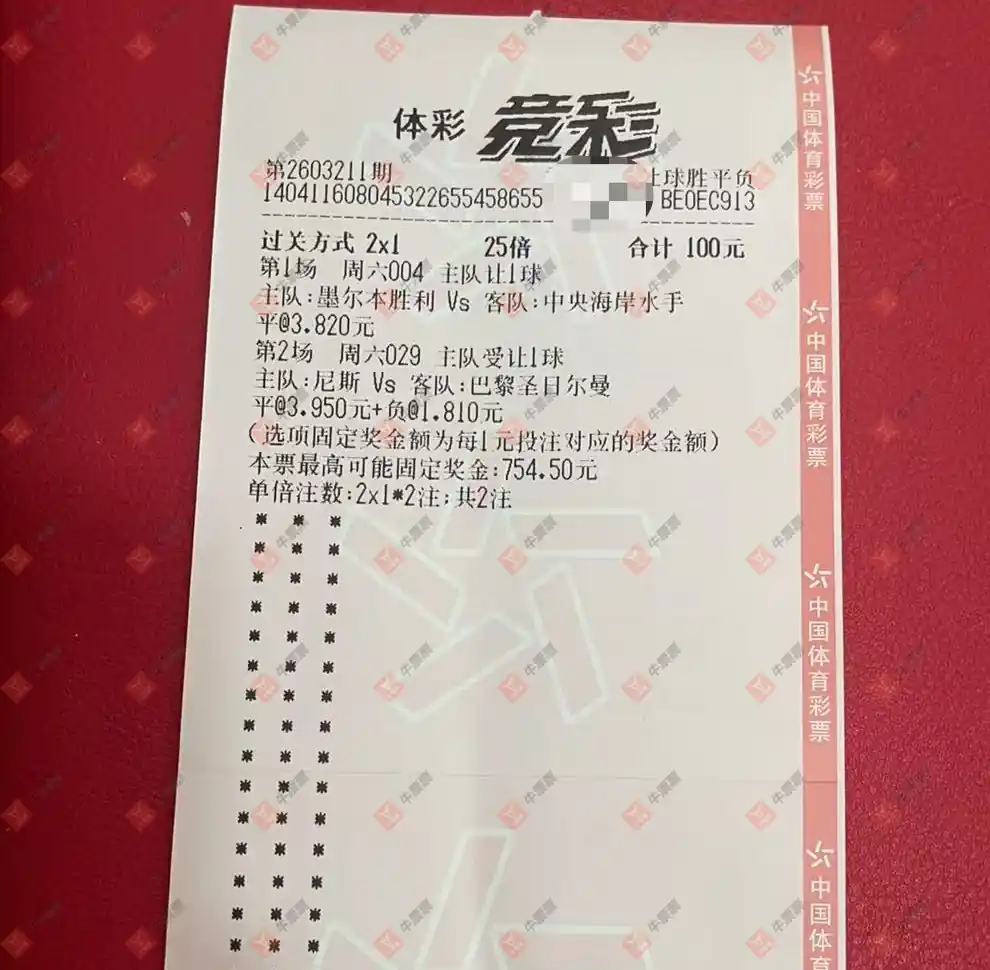 体彩 竞彩
第2603211期 让球胜平负
140411608045322655458655 BE0EC913
过关方式 2x1 25倍 合计 100元
第1场 周六004 主队让1球
主队:墨尔本胜利 Vs 客队:中央海岸水手
平@3.820元
第2场 周六029 主队受让1球
主队:尼斯 Vs 客队:巴黎圣日尔曼
平@3.950元+负@1.810元
(选项固定奖金额为每1元投注对应的奖金额)
本票最高可能固定奖金:754.50元
单倍注数:2x1*2注;共2注
中国体育彩票
中国体育彩票
中国体育彩票
中国体育
牛票票